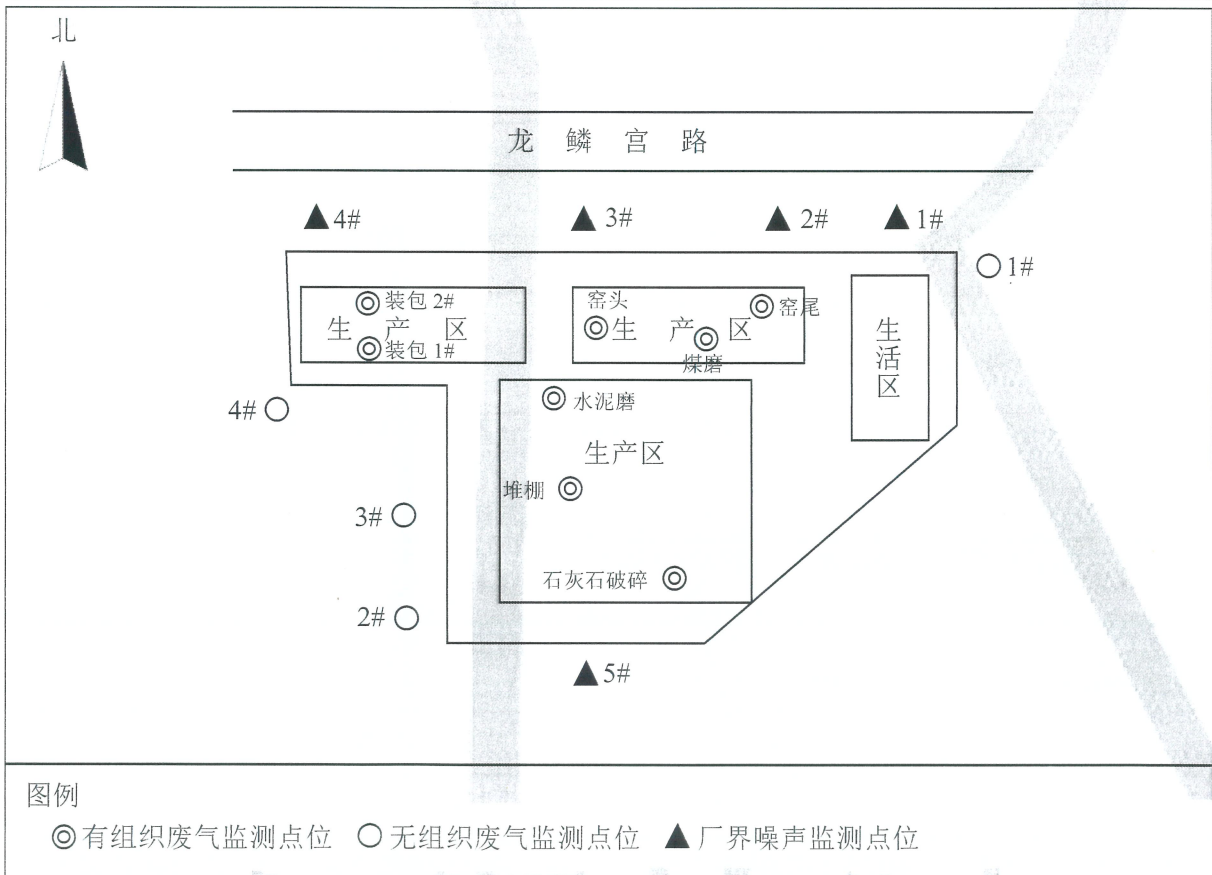 北
龙鳞宫路
4#
3#
2#
1#
1#
装包 2#
生产区
装包 1#
窑头
窑尾
生产区
煤磨
生活区
4#
水泥磨
生产区
堆棚
3#
石灰石破碎
2#
5#
图例
有组织废气监测点位 无组织废气监测点位 厂界噪声监测点位